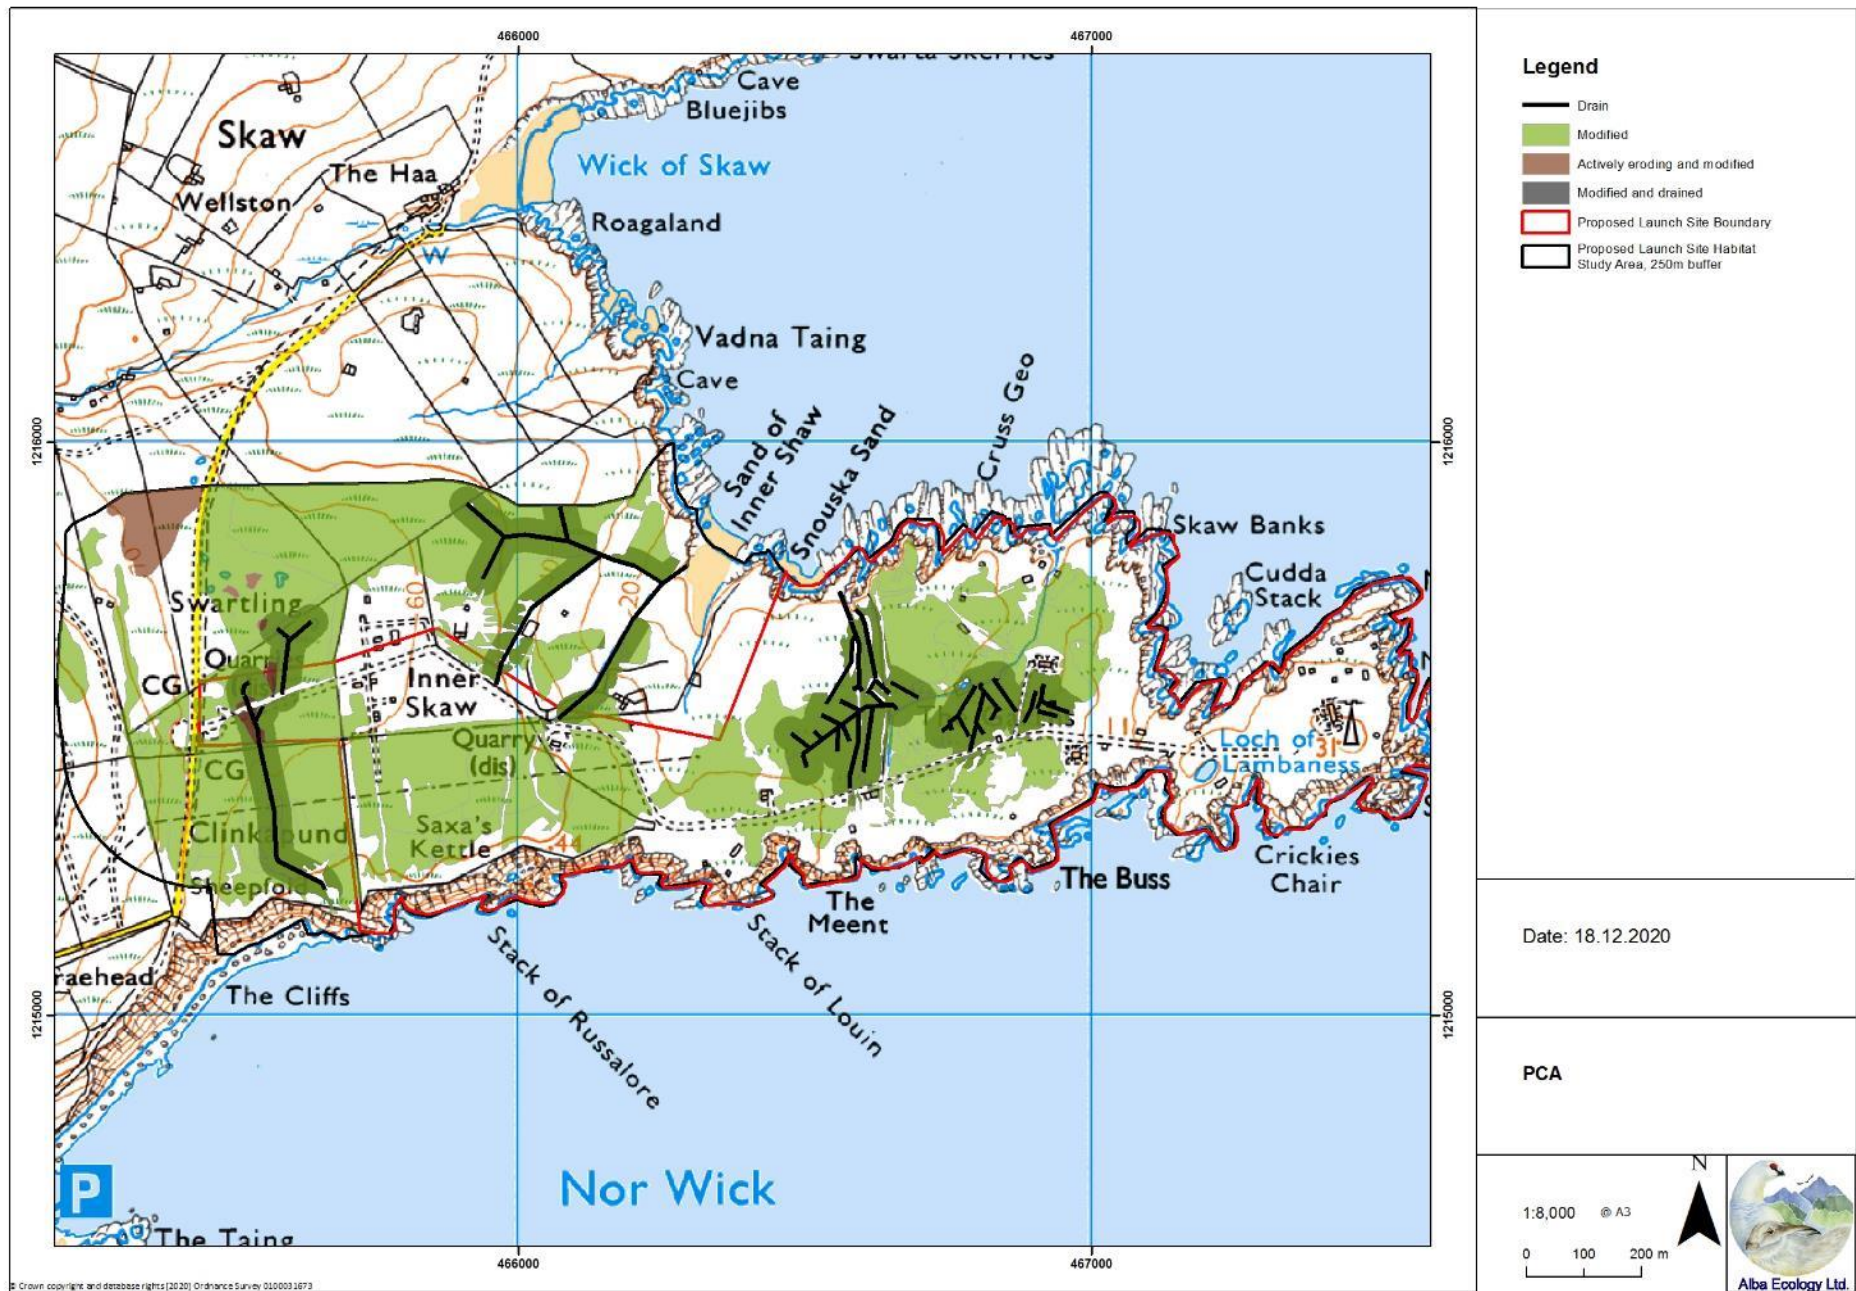 466000
467000
Swarta Skerries
Cave
Bluejibs
Skaw
The Haa
Wick of Skaw
Wellston
Roagaland
W
Vadna Taing
Cave
1216000
1216000
Sand of
Inner Shaw
Snouska Sand
Cruss Geo
Skaw Banks
Cudda
Stack
Swartling
60
20
Quarries
(dis)
CG
Inner
Skaw
Quarry
(dis)
CG
11
Loch of
Lambaness
31
Clinkapund
Saxa's
Kettle
44
Sheepfold
Crickies
Chair
The Buss
The
Meent
Stack of Louin
Stack of Russalore
raehead
The Cliffs
1215000
1215000
Nor Wick
P
The Taing
466000
467000
© Crown copyright and database rights [2020] Ordnance Survey 0100031673
Legend
Drain
Modified
Actively eroding and modified
Modified and drained
Proposed Launch Site Boundary
Proposed Launch Site Habitat
Study Area, 250m buffer
Date: 18.12.2020
PCA
N
1:8,000 @ A3
0 100 200 m
Alba Ecology Ltd.